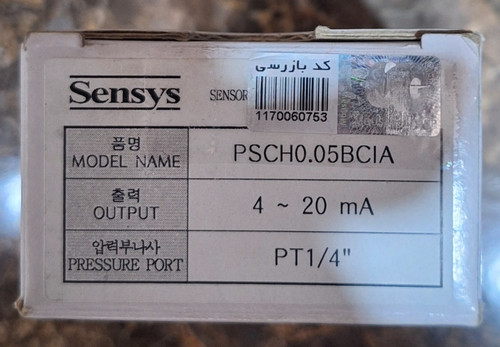 Sensys
SENSOR
کد بازرسی
1170060753
품명
MODEL NAME
PSCH0.05BCIA
출력
OUTPUT
4 ~ 20 mA
압력부나사
PRESSURE PORT
PT1/4"